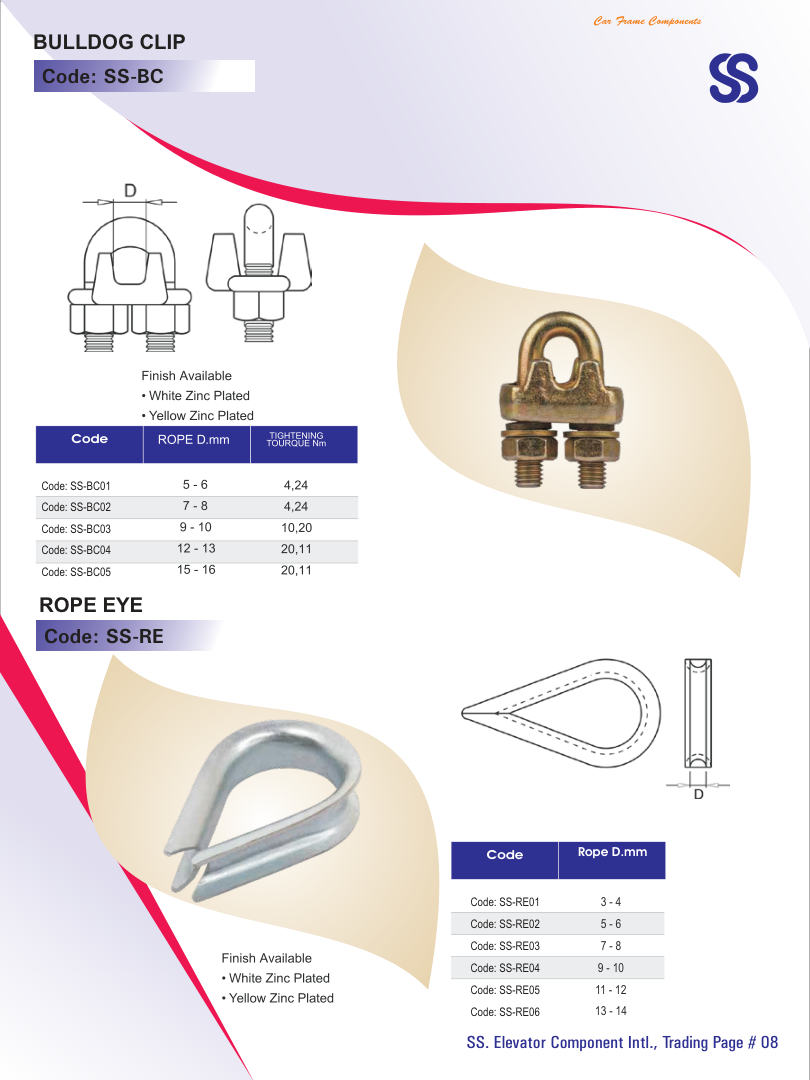 Car Frame Components
BULLDOG CLIP
Code: SS-BC
SS
D
Finish Available
• White Zinc Plated
• Yellow Zinc Plated
Code ROPE D.mm TIGHTENING
TOURQUE Nm
Code: SS-BC01 5 - 6 4,24
Code: SS-BC02 7 - 8 4,24
Code: SS-BC03 9 - 10 10,20
Code: SS-BC04 12 - 13 20,11
Code: SS-BC05 15 - 16 20,11
ROPE EYE
Code: SS-RE
D
Code Rope D.mm
Code: SS-RE01 3 - 4
Code: SS-RE02 5 - 6
Code: SS-RE03 7 - 8
Code: SS-RE04 9 - 10
Code: SS-RE05 11 - 12
Code: SS-RE06 13 - 14
Finish Available
• White Zinc Plated
• Yellow Zinc Plated
SS. Elevator Component Intl., Trading Page # 08